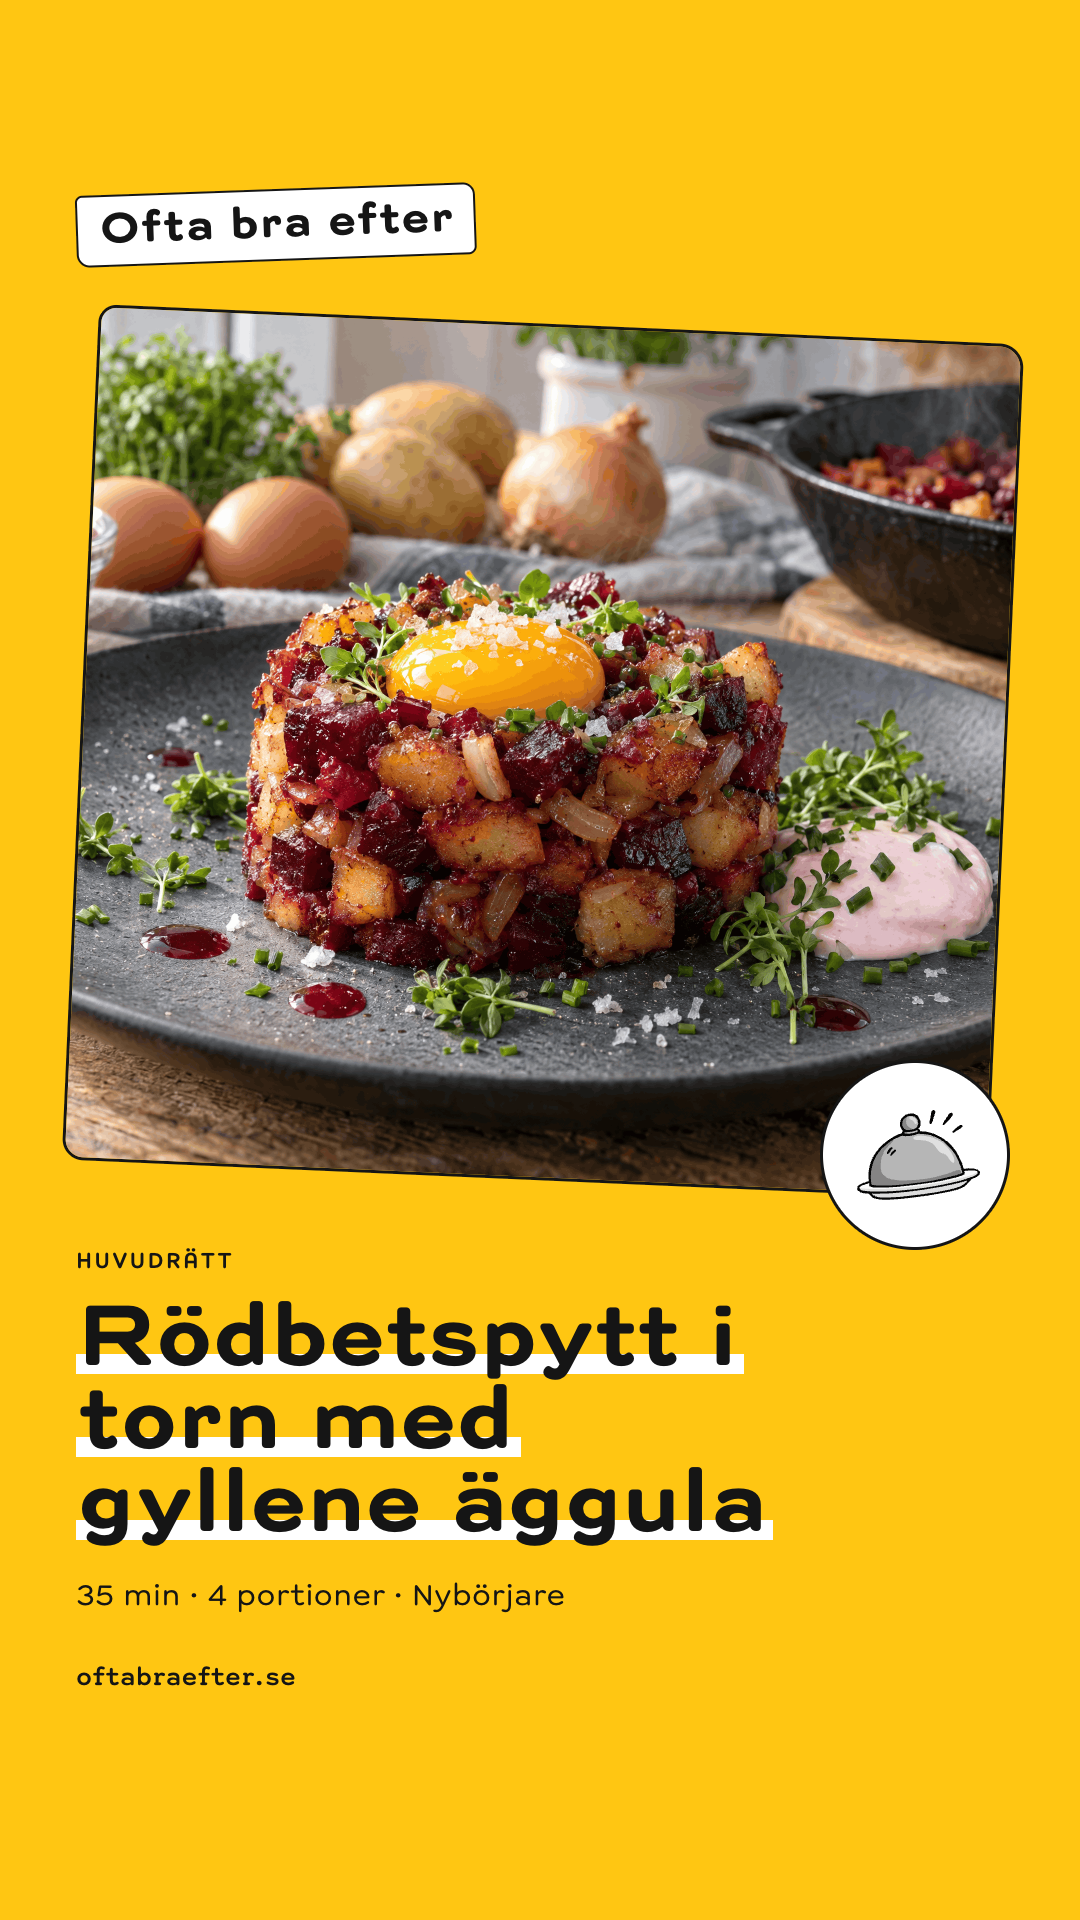 Ofta bra efter
HUVUDRÄTT
Rödbetspytt i
torn med
gyllene äggula
35 min · 4 portioner · Nybörjare
oftabraefter.se